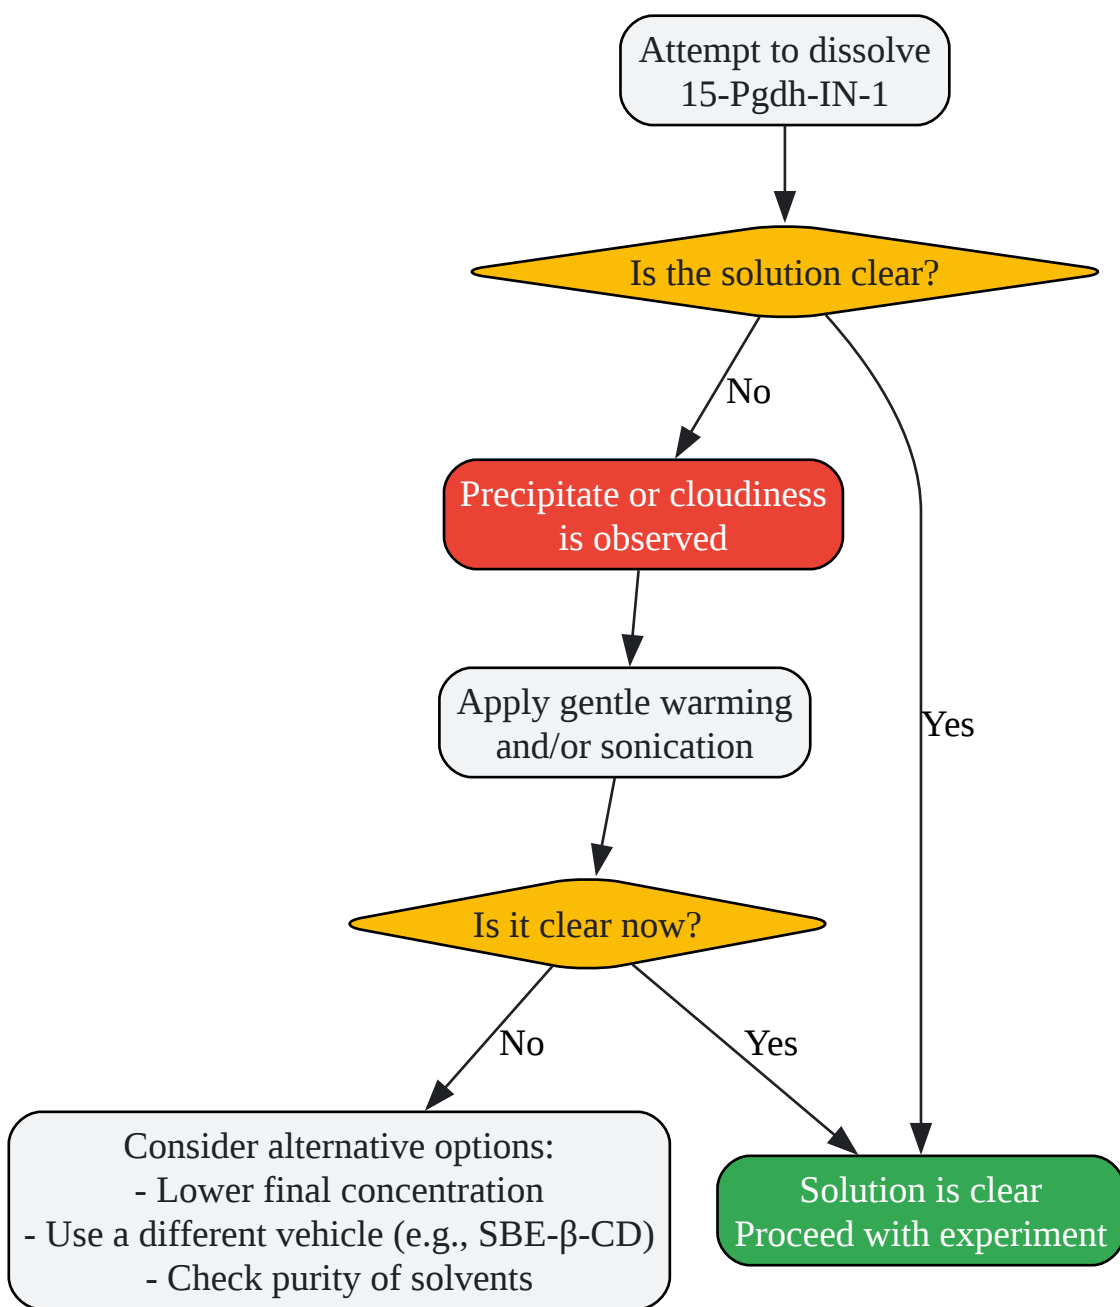 Attempt to dissolve
15-Pgdh-IN-1
Is the solution clear?
No
Precipitate or cloudiness
is observed
Apply gentle warming
and/or sonication
Yes
Is it clear now?
No
Yes
Consider alternative options:
- Lower final concentration
- Use a different vehicle (e.g., SBE-β-CD)
- Check purity of solvents
Solution is clear
Proceed with experiment